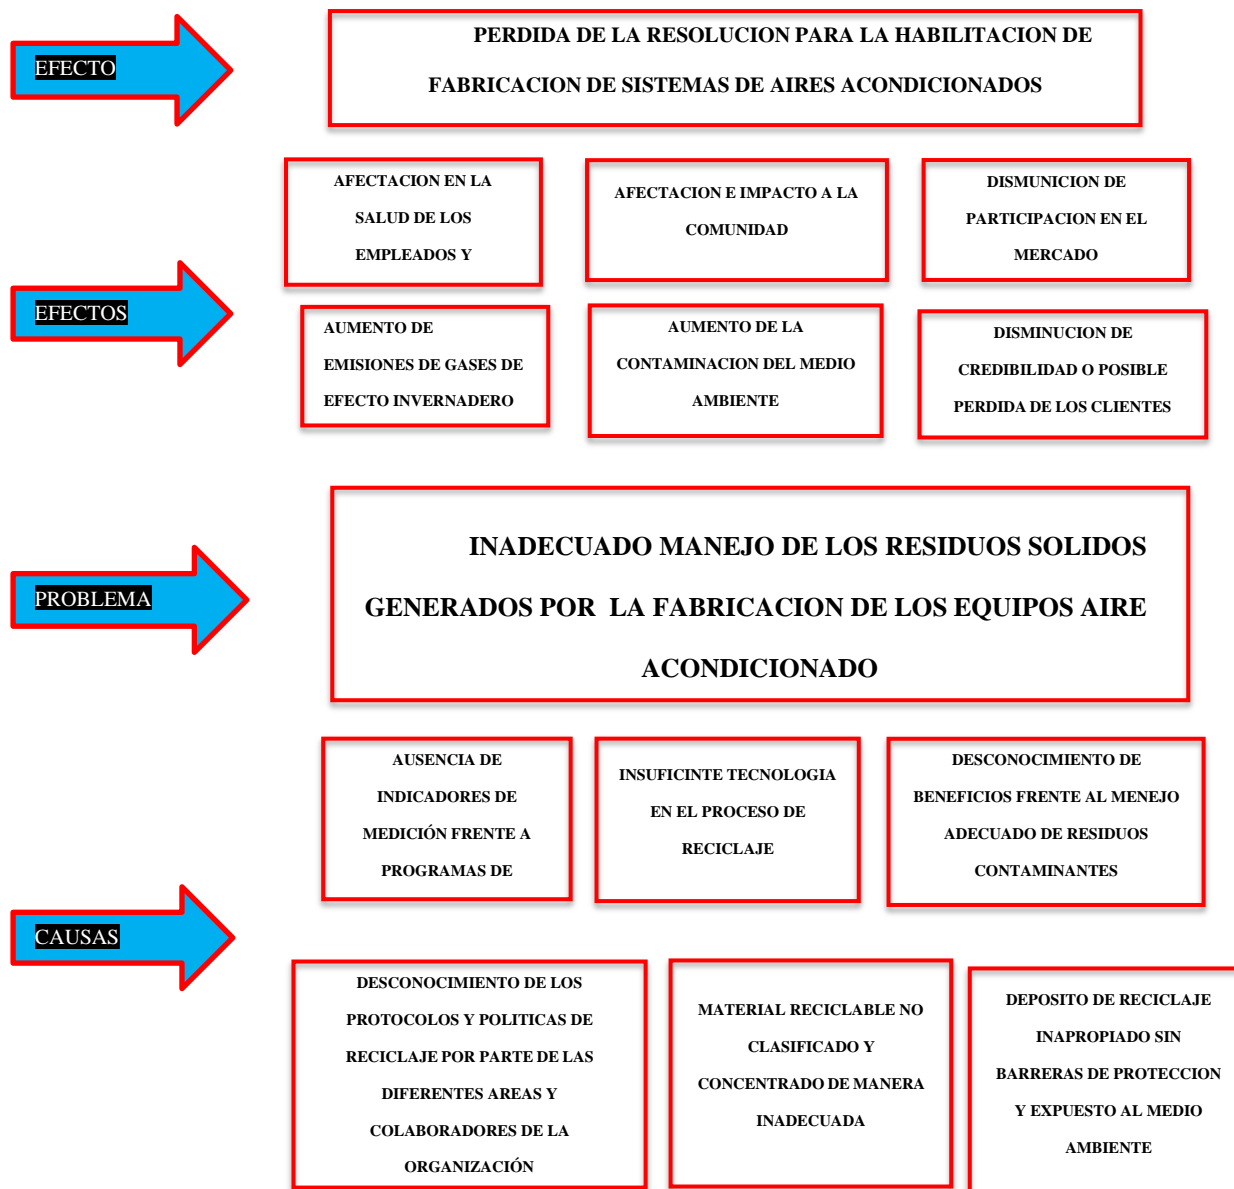 EFECTO
PERDIDA DE LA RESOLUCION PARA LA HABILITACION DE
FABRICACION DE SISTEMAS DE AIRES ACONDICIONADOS
EFECTOS
AFECTACION EN LA
SALUD DE LOS
EMPLEADOS Y
AFECTACION E IMPACTO A LA
COMUNIDAD
DISMUNICION DE
PARTICIPACION EN EL
MERCADO
AUMENTO DE
EMISIONES DE GASES DE
EFECTO INVERNADERO
AUMENTO DE LA
CONTAMINACION DEL MEDIO
AMBIENTE
DISMINUCION DE
CREDIBILIDAD O POSIBLE
PERDIDA DE LOS CLIENTES
PROBLEMA
INADECUADO MANEJO DE LOS RESIDUOS SOLIDOS
GENERADOS POR LA FABRICACION DE LOS EQUIPOS AIRE
ACONDICIONADO
CAUSAS
AUSENCIA DE
INDICADORES DE
MEDICIÓN FRENTE A
PROGRAMAS DE
INSUFICINTE TECNOLOGIA
EN EL PROCESO DE
RECICLAJE
DESCONOCIMIENTO DE
BENEFICIOS FRENTE AL MENEJO
ADECUADO DE RESIDUOS
CONTAMINANTES
DESCONOCIMIENTO DE LOS
PROTOCOLOS Y POLITICAS DE
RECICLAJE POR PARTE DE LAS
DIFERENTES AREAS Y
COLABORADORES DE LA
ORGANIZACIÓN
MATERIAL RECICLABLE NO
CLASIFICADO Y
CONCENTRADO DE MANERA
INADECUADA
DEPOSITO DE RECICLAJE
INAPROPIADO SIN
BARRERAS DE PROTECCION
Y EXPUESTO AL MEDIO
AMBIENTE